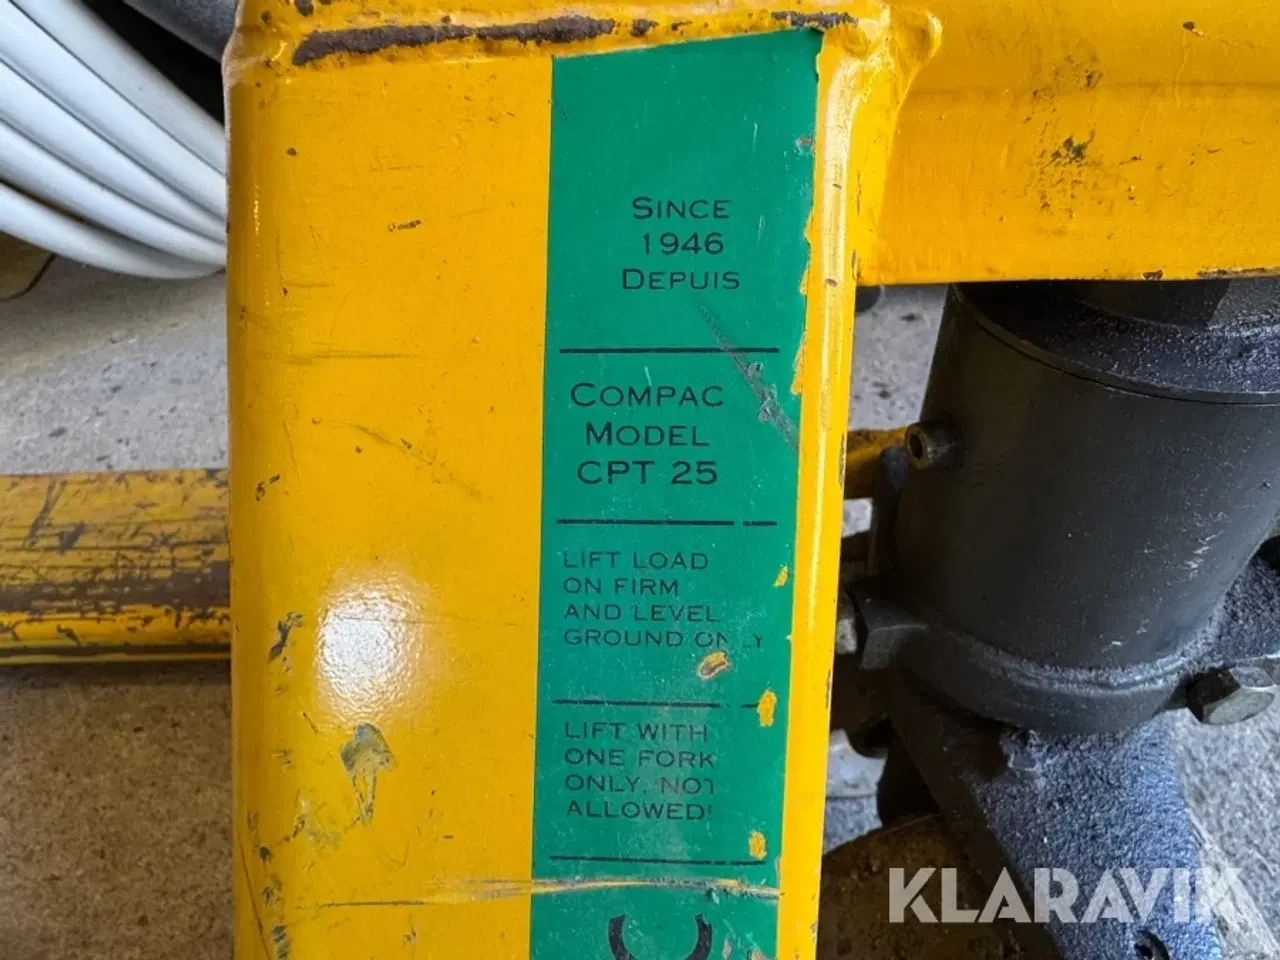 SINCE
1946
DEPUIS
COMPAC
MODEL
CPT 25
LIFT LOAD
ON FIRM
AND LEVEL
GROUND ONLY
LIFT WITH
ONE FORK
ONLY, NOT
ALLOWED!
KLARAVIK